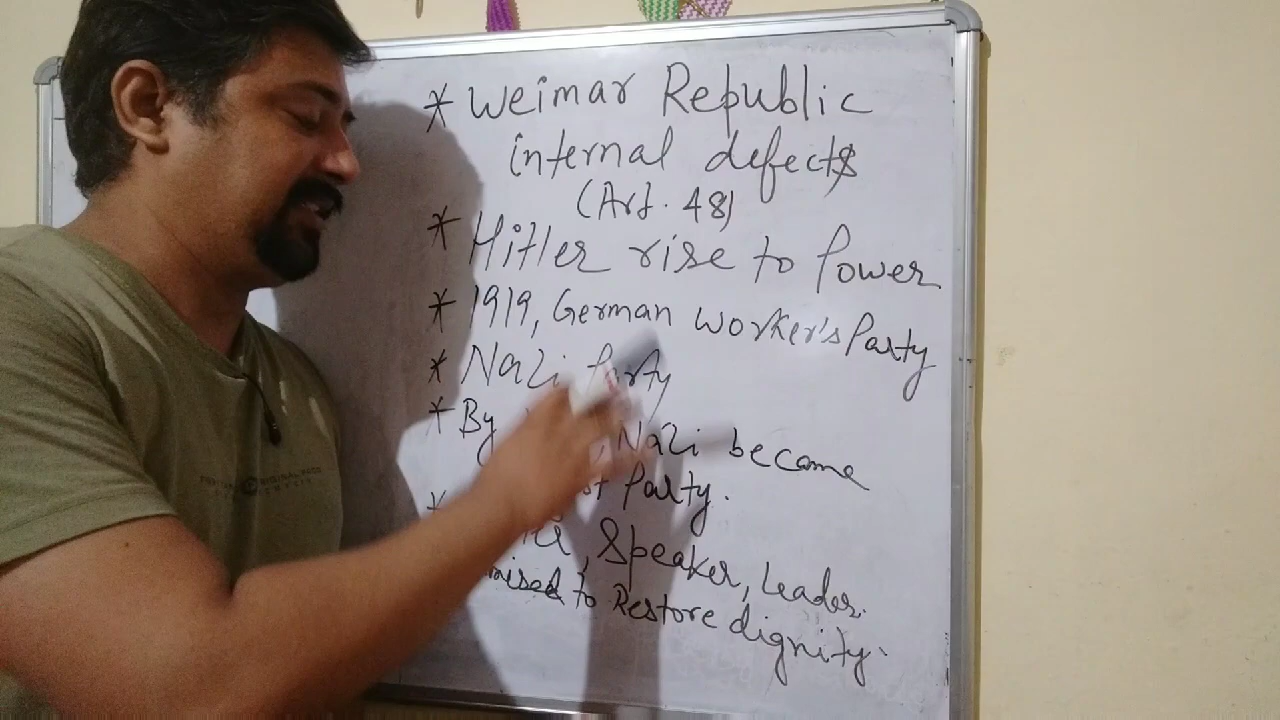 * Weimar Republic
internal defects
(Art. 48)
* Hitler rise to Power
* 1919, German Worker's Party
* Nazi Party
* By , Nazi became
Party.
* , Speaker, Leader.
to Restore dignity.